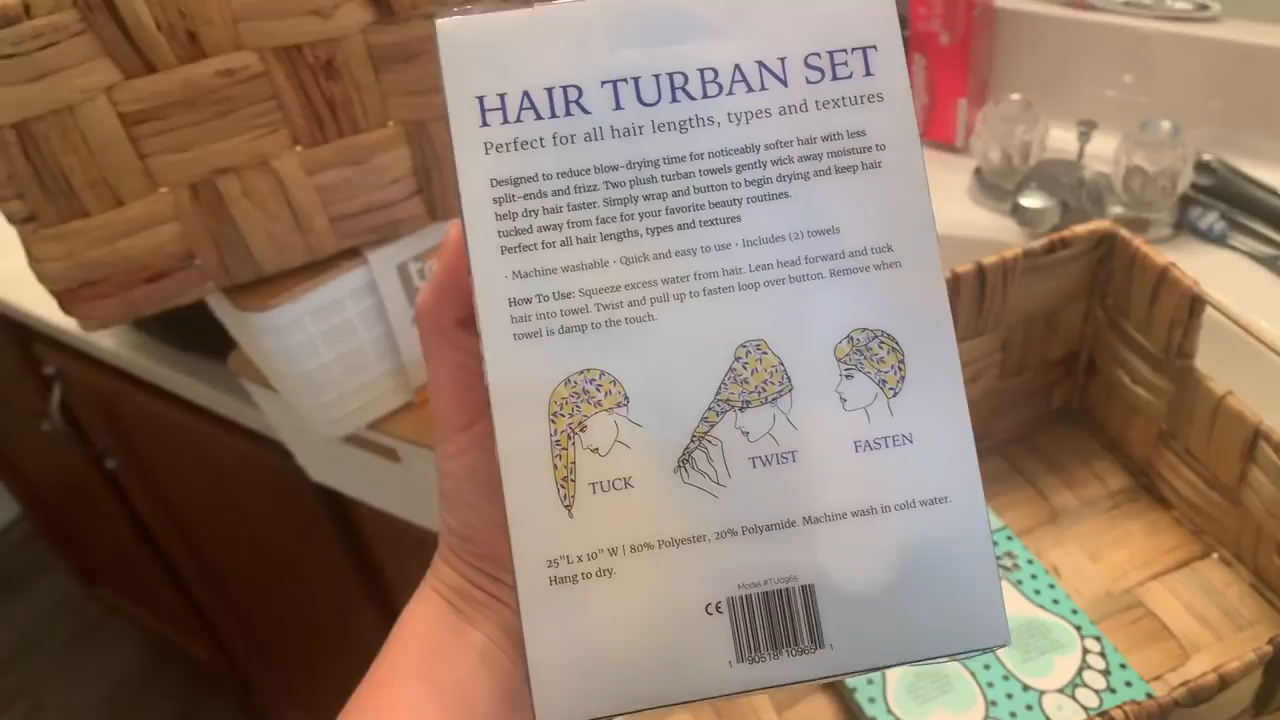 HAIR TURBAN SET
Perfect for all hair lengths, types and textures
Designed to reduce blow-drying time for noticeably softer hair with less
split-ends and frizz. Two plush turban towels gently wick away moisture to
help dry hair faster. Simply wrap and button to begin drying and keep hair
tucked away from face for your favorite beauty routines.
Perfect for all hair lengths, types and textures
· Machine washable · Quick and easy to use · Includes (2) towels
How To Use: Squeeze excess water from hair. Lean head forward and tuck
hair into towel. Twist and pull up to fasten loop over button. Remove when
towel is damp to the touch.
TUCK
TWIST
FASTEN
25"L x 10" W | 80% Polyester, 20% Polyamide. Machine wash in cold water.
Hang to dry.
Model #TU0965
CE
1 90518 10965 1